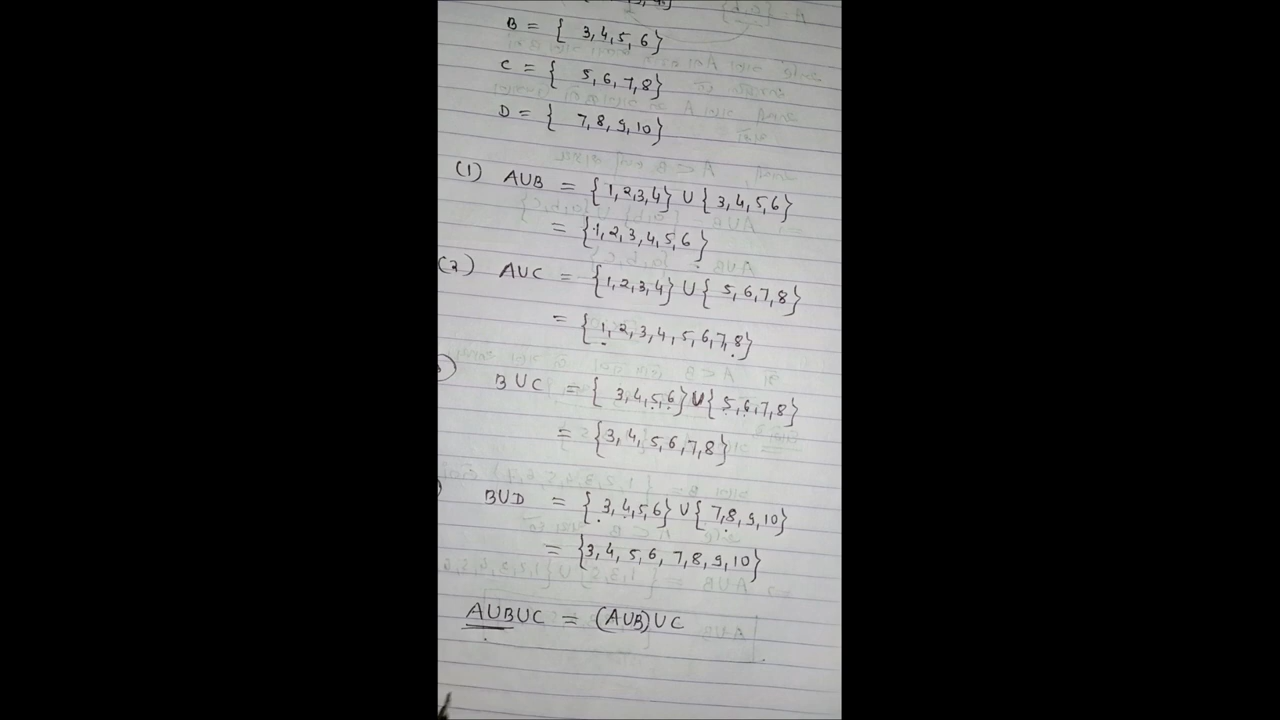 B = { 3, 4, 5, 6 }
C = { 5, 6, 7, 8 }
D = { 7, 8, 9, 10 }
(1) AUB = { 1, 2, 3, 4 } U { 3, 4, 5, 6 }
= { 1, 2, 3, 4, 5, 6 }
(2) AUC = { 1, 2, 3, 4 } U { 5, 6, 7, 8 }
= { 1, 2, 3, 4, 5, 6, 7, 8 }
BUC = { 3, 4, 5, 6 } U { 5, 6, 7, 8 }
= { 3, 4, 5, 6, 7, 8 }
BUD = { 3, 4, 5, 6 } U { 7, 8, 9, 10 }
= { 3, 4, 5, 6, 7, 8, 9, 10 }
AUBUC = (AUB)UC